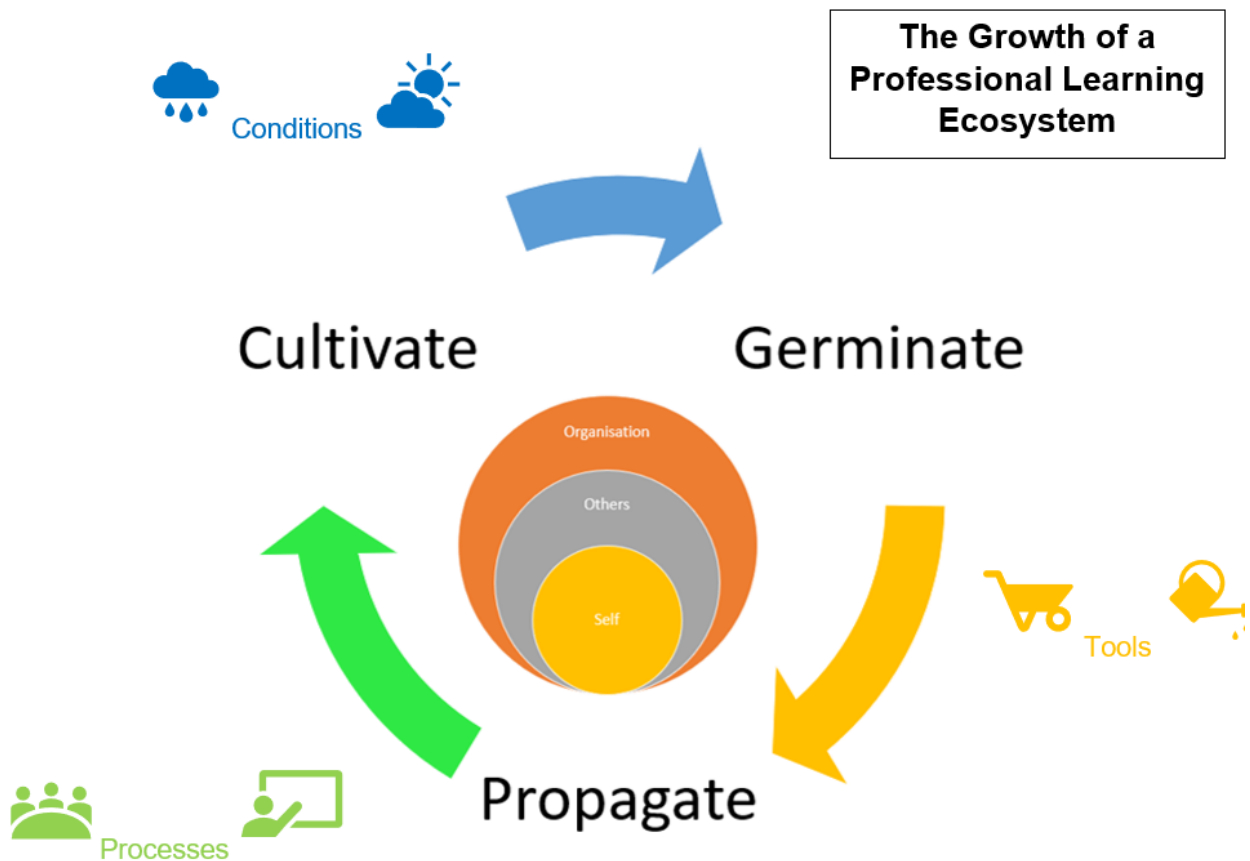 The Growth of a
Professional Learning
Ecosystem
Conditions
Cultivate
Germinate
Organisation
Others
Self
Tools
Propagate
Processes